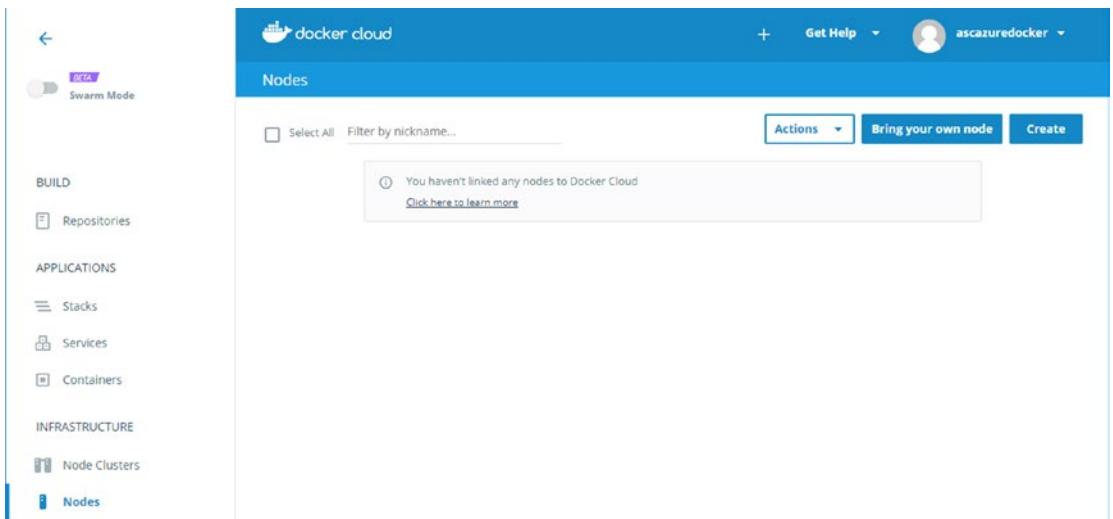 BETA
Swarm Mode
BUILD
Repositories
APPLICATIONS
Stacks
Services
Containers
INFRASTRUCTURE
Node Clusters
Nodes
docker cloud
+ Get Help ascazuredocker
Nodes
Select All Filter by nickname... Actions Bring your own node Create
You haven't linked any nodes to Docker Cloud
Click here to learn more